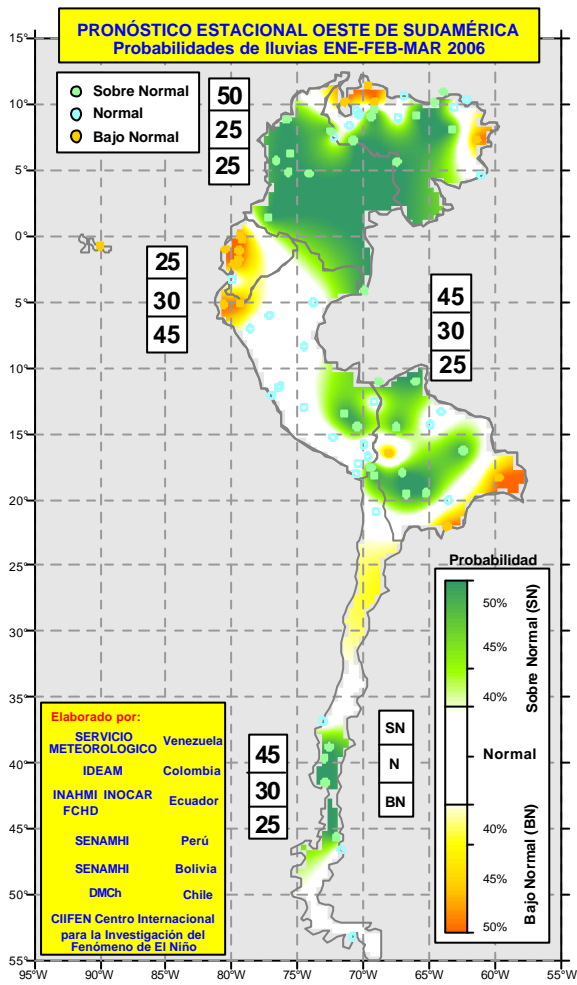 PRONÓSTICO ESTACIONAL OESTE DE SUDAMÉRICA
Probabilidades de lluvias ENE-FEB-MAR 2006
Sobre Normal
Normal
Bajo Normal
50
25
25
25
30
45
45
30
25
45
30
25
SN
N
BN
15°
10°
5°
0°
5°
10°
15°
20°
25°
30°
35°
40°
45°
50°
55°
95°W
90°W
85°W
80°W
75°W
70°W
65°W
60°W
55°W
Probabilidad
50%
45%
40%
Sobre Normal (SN)
Normal
40%
45%
50%
Bajo Normal (BN)
Elaborado por:
SERVICIO METEOROLOGICO Venezuela
IDEAM Colombia
INAHMI INOCAR FCHD Ecuador
SENAMHI Perú
SENAMHI Bolivia
DMCh Chile
CIIFEN Centro Internacional
para la Investigación del
Fenómeno de El Niño